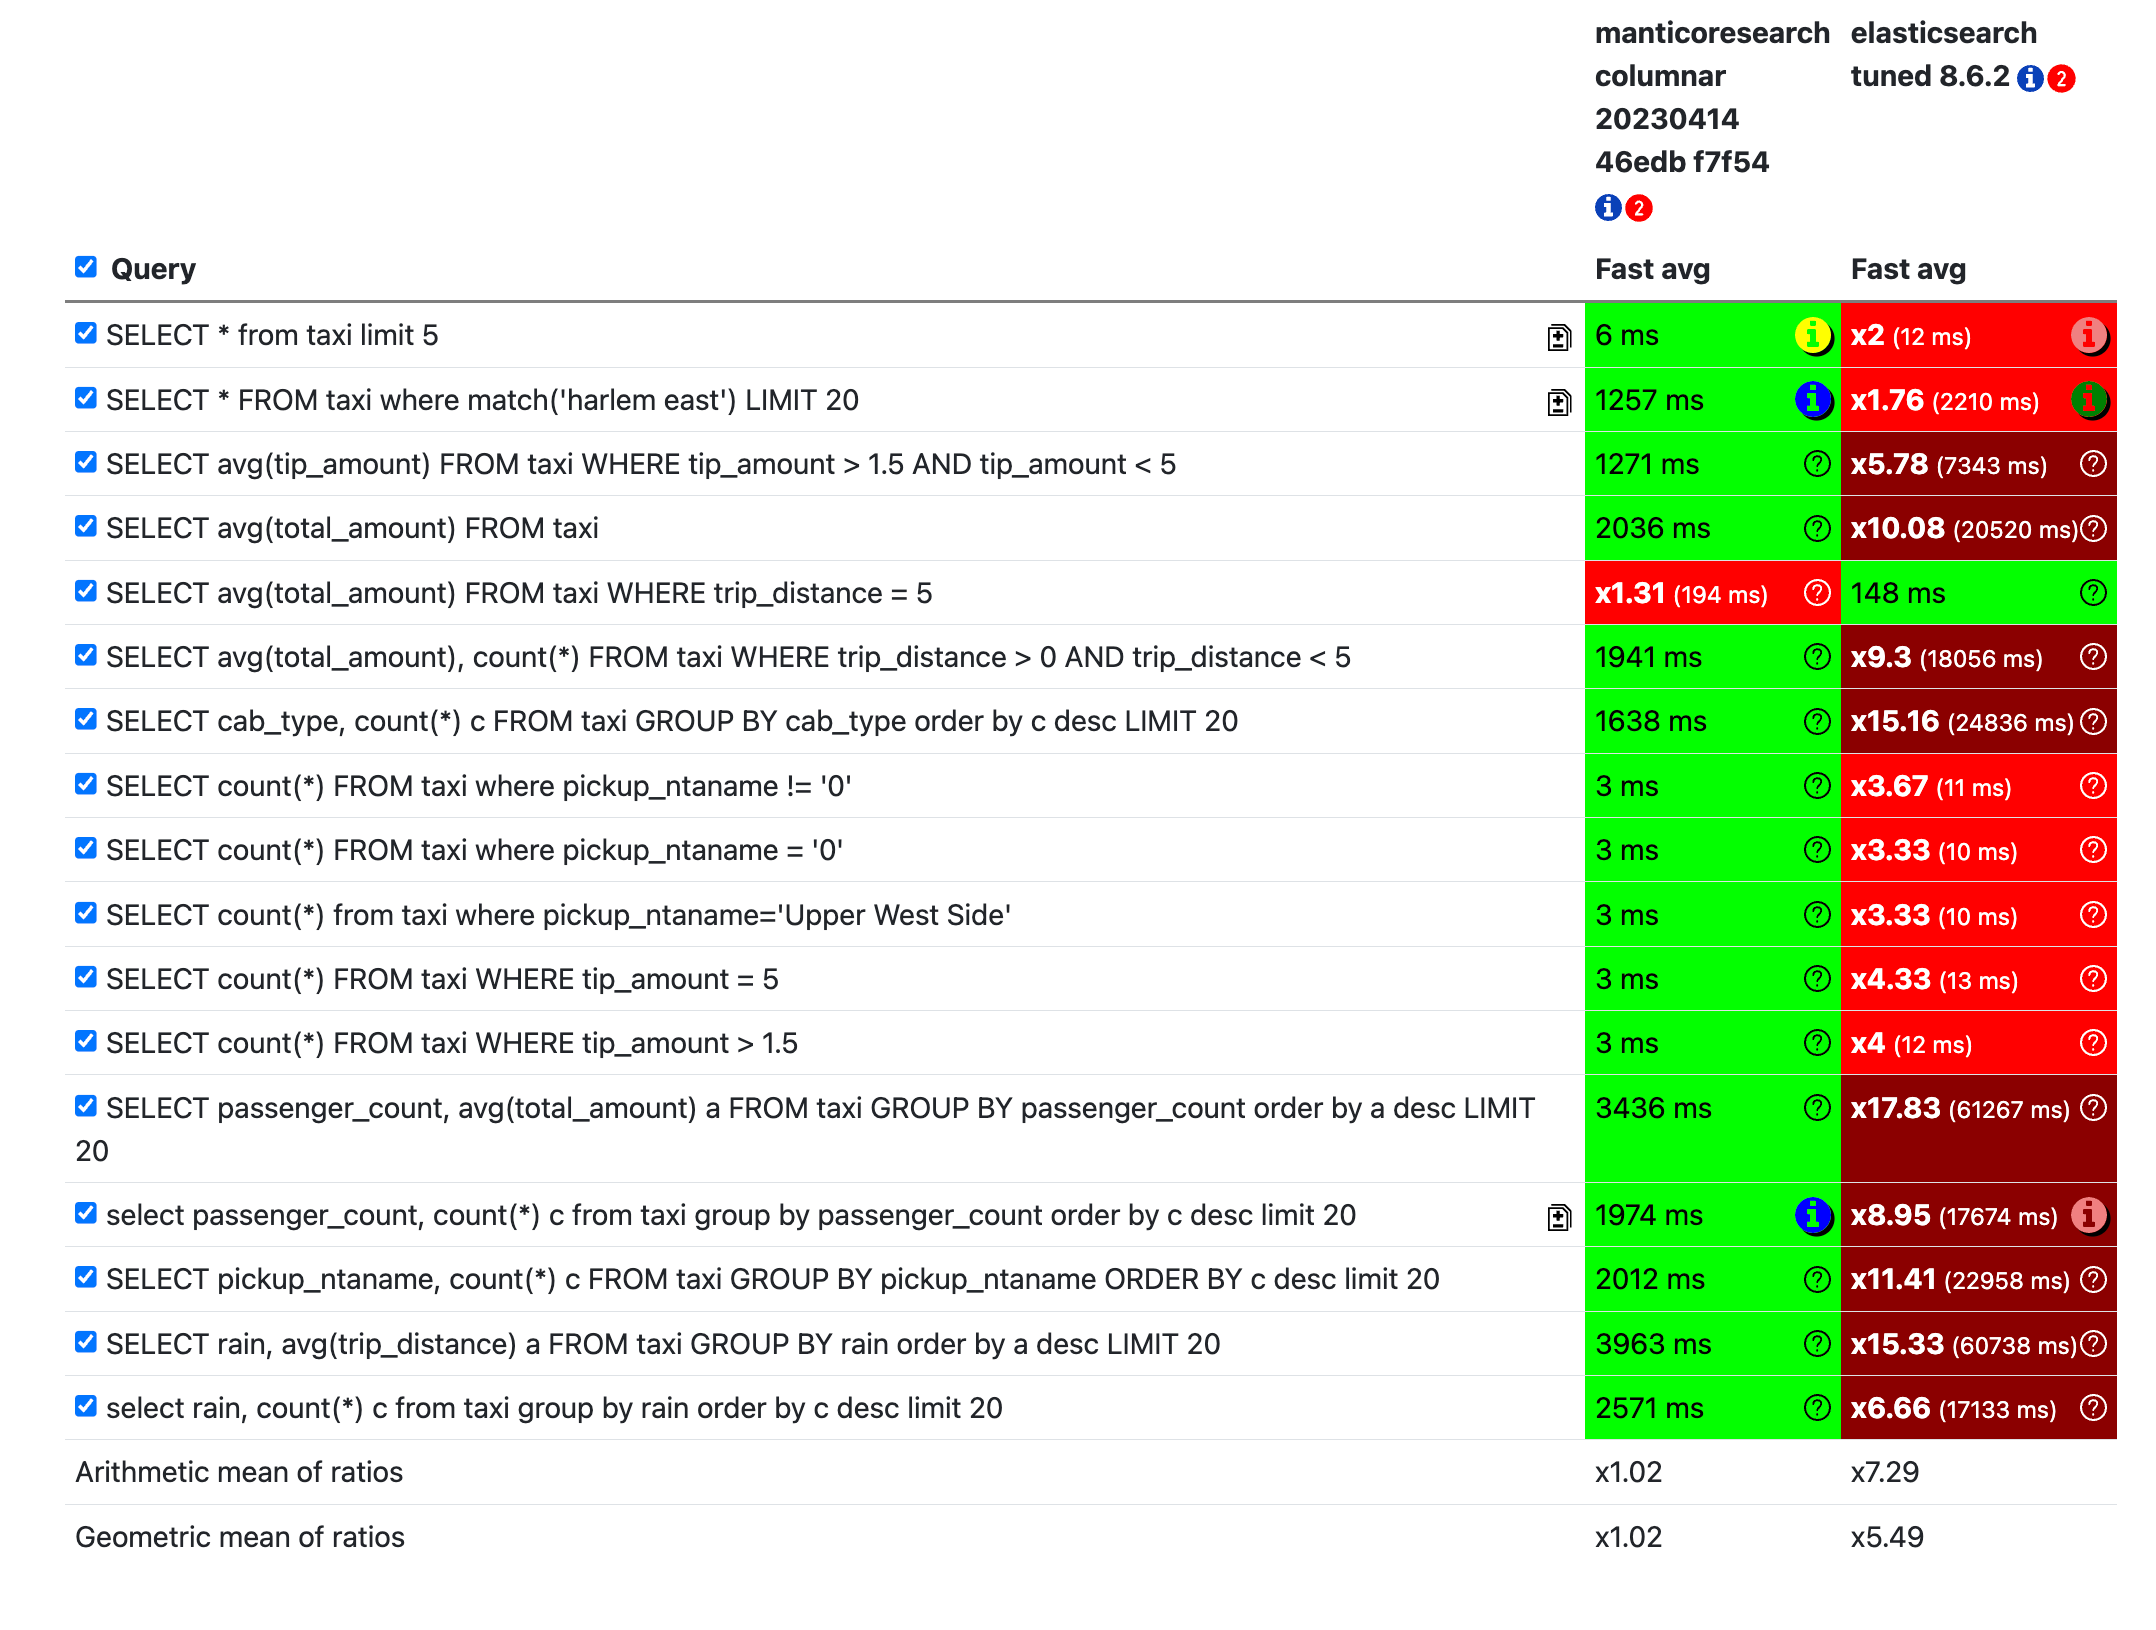 manticoresearch elasticsearch
columnar tuned 8.6.2 i 2
20230414
46edb f7f54
i 2
Query Fast avg Fast avg
SELECT * from taxi limit 5 6 ms i x2 (12 ms) i
SELECT * FROM taxi where match('harlem east') LIMIT 20 1257 ms i x1.76 (2210 ms) i
SELECT avg(tip_amount) FROM taxi WHERE tip_amount > 1.5 AND tip_amount < 5 1271 ms ? x5.78 (7343 ms) ?
SELECT avg(total_amount) FROM taxi 2036 ms ? x10.08 (20520 ms) ?
SELECT avg(total_amount) FROM taxi WHERE trip_distance = 5 x1.31 (194 ms) ? 148 ms ?
SELECT avg(total_amount), count(*) FROM taxi WHERE trip_distance > 0 AND trip_distance < 5 1941 ms ? x9.3 (18056 ms) ?
SELECT cab_type, count(*) c FROM taxi GROUP BY cab_type order by c desc LIMIT 20 1638 ms ? x15.16 (24836 ms) ?
SELECT count(*) FROM taxi where pickup_ntaname != '0' 3 ms ? x3.67 (11 ms) ?
SELECT count(*) FROM taxi where pickup_ntaname = '0' 3 ms ? x3.33 (10 ms) ?
SELECT count(*) from taxi where pickup_ntaname='Upper West Side' 3 ms ? x3.33 (10 ms) ?
SELECT count(*) FROM taxi WHERE tip_amount = 5 3 ms ? x4.33 (13 ms) ?
SELECT count(*) FROM taxi WHERE tip_amount > 1.5 3 ms ? x4 (12 ms) ?
SELECT passenger_count, avg(total_amount) a FROM taxi GROUP BY passenger_count order by a desc LIMIT 3436 ms ? x17.83 (61267 ms) ?
20
select passenger_count, count(*) c from taxi group by passenger_count order by c desc limit 20 1974 ms i x8.95 (17674 ms) i
SELECT pickup_ntaname, count(*) c FROM taxi GROUP BY pickup_ntaname ORDER BY c desc limit 20 2012 ms ? x11.41 (22958 ms) ?
SELECT rain, avg(trip_distance) a FROM taxi GROUP BY rain order by a desc LIMIT 20 3963 ms ? x15.33 (60738 ms) ?
select rain, count(*) c from taxi group by rain order by c desc limit 20 2571 ms ? x6.66 (17133 ms) ?
Arithmetic mean of ratios x1.02 x7.29
Geometric mean of ratios x1.02 x5.49